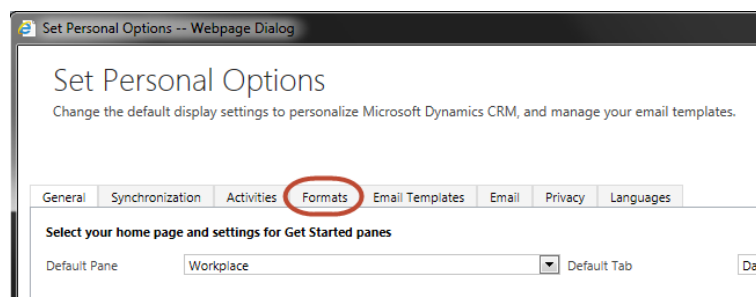 Set Personal Options -- Webpage Dialog
Set Personal Options
Change the default display settings to personalize Microsoft Dynamics CRM, and manage your email templates.
General Synchronization Activities Formats Email Templates Email Privacy Languages
Select your home page and settings for Get Started panes
Default Pane Workplace Default Tab Da